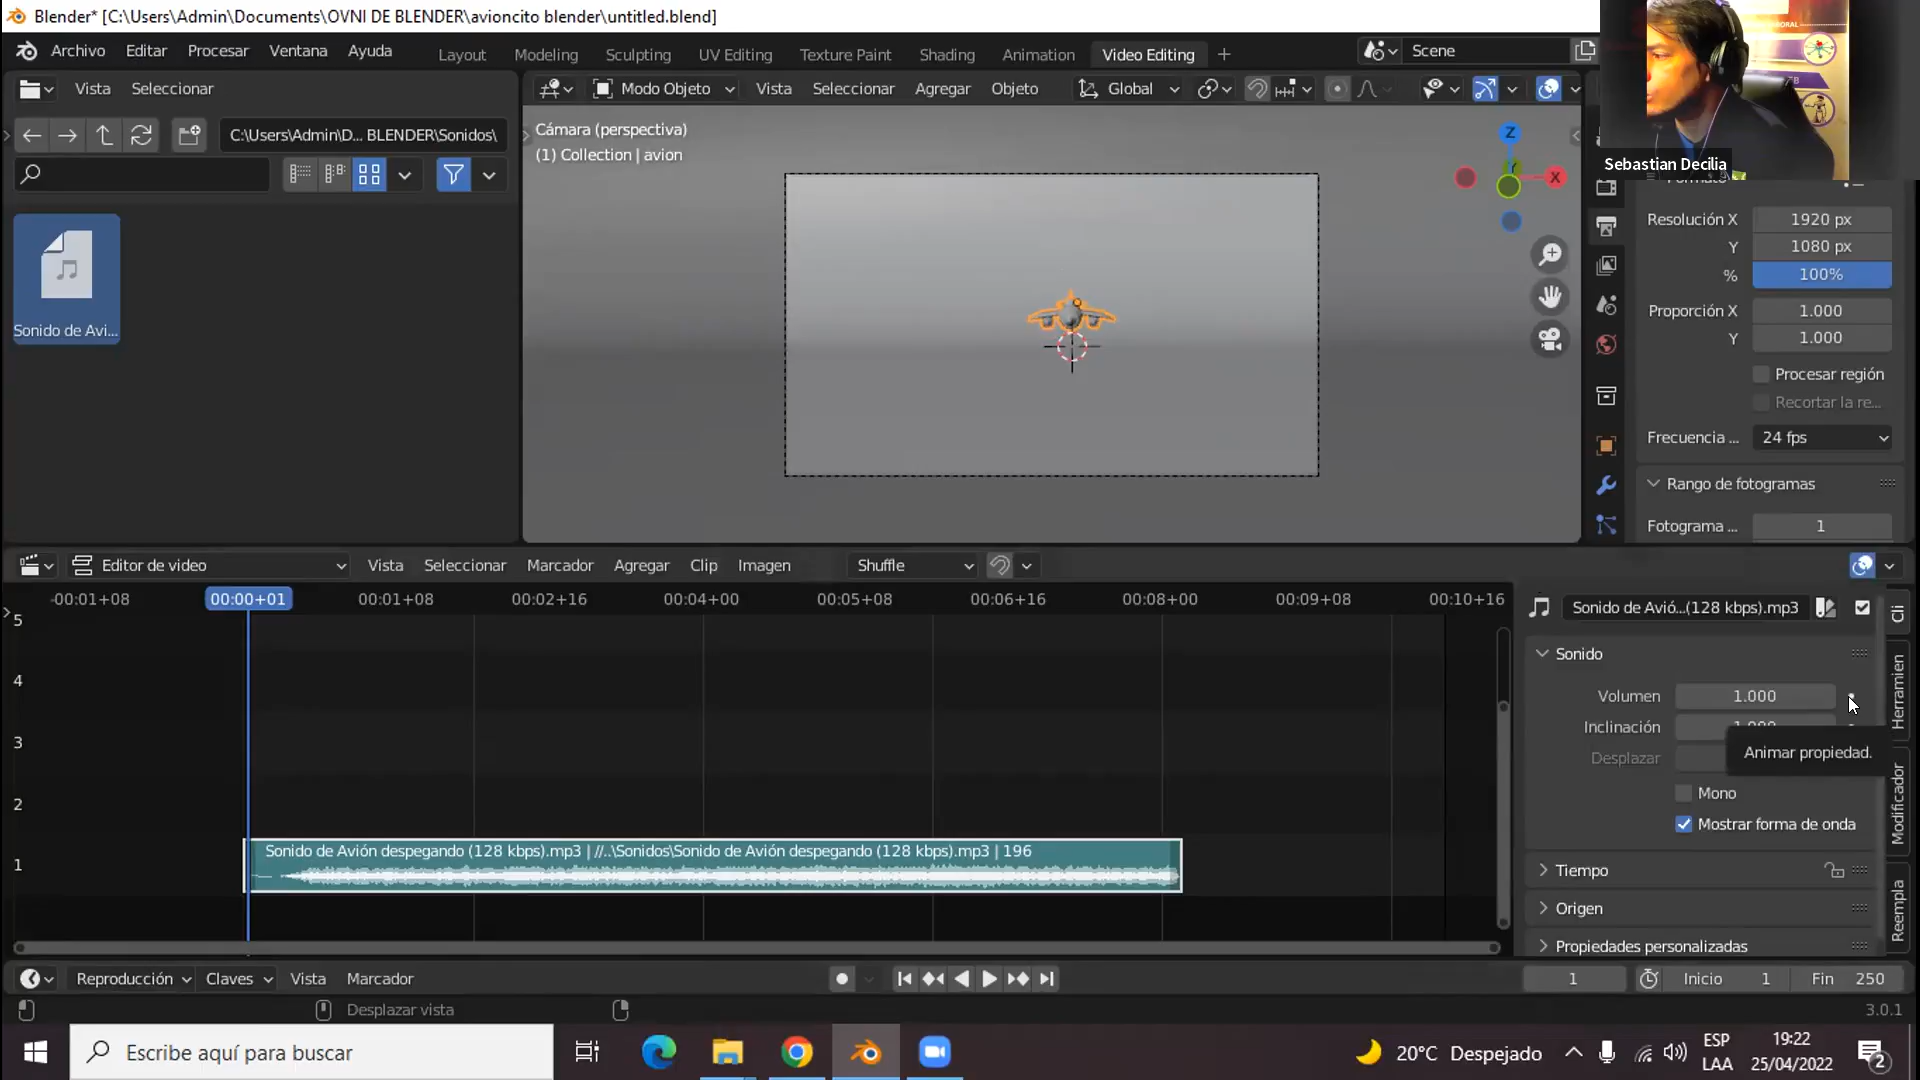 Blender* [C:\Users\Admin\Documents\OVNI DE BLENDER\avioncito blender\untitled.blend]
Archivo Editar Procesar Ventana Ayuda
Layout Modeling Sculpting UV Editing Texture Paint Shading Animation Video Editing +
Scene
Vista Seleccionar
Modo Objeto Vista Seleccionar Agregar Objeto Global
C:\Users\Admin\D... BLENDER\Sonidos\
Sonido de Avi...
Cámara (perspectiva)
(1) Collection | avion
Z
Y
X
Sebastian Decilia
Formato
Resolución X 1920 px
Y 1080 px
% 100%
Proporción X 1.000
Y 1.000
Procesar región
Recortar la re...
Frecuencia ... 24 fps
Rango de fotogramas
Fotograma ... 1
Editor de video Vista Seleccionar Marcador Agregar Clip Imagen Shuffle
-00:01+08 00:00+01 00:01+08 00:02+16 00:04+00 00:05+08 00:06+16 00:08+00 00:09+08 00:10+16
5
4
3
2
1
Sonido de Avión despegando (128 kbps).mp3 | //..\Sonidos\Sonido de Avión despegando (128 kbps).mp3 | 196
Sonido de Avió...(128 kbps).mp3
Sonido
Volumen 1.000
Inclinación 1.000
Desplazar
Animar propiedad.
Mono
Mostrar forma de onda
Tiempo
Origen
Propiedades personalizadas
Cli
Herramien
Modificador
Reempla
Reproducción Claves Vista Marcador
1 Inicio 1 Fin 250
Desplazar vista
3.0.1
Escribe aquí para buscar
20°C Despejado
ESP
LAA
19:22
25/04/2022
2